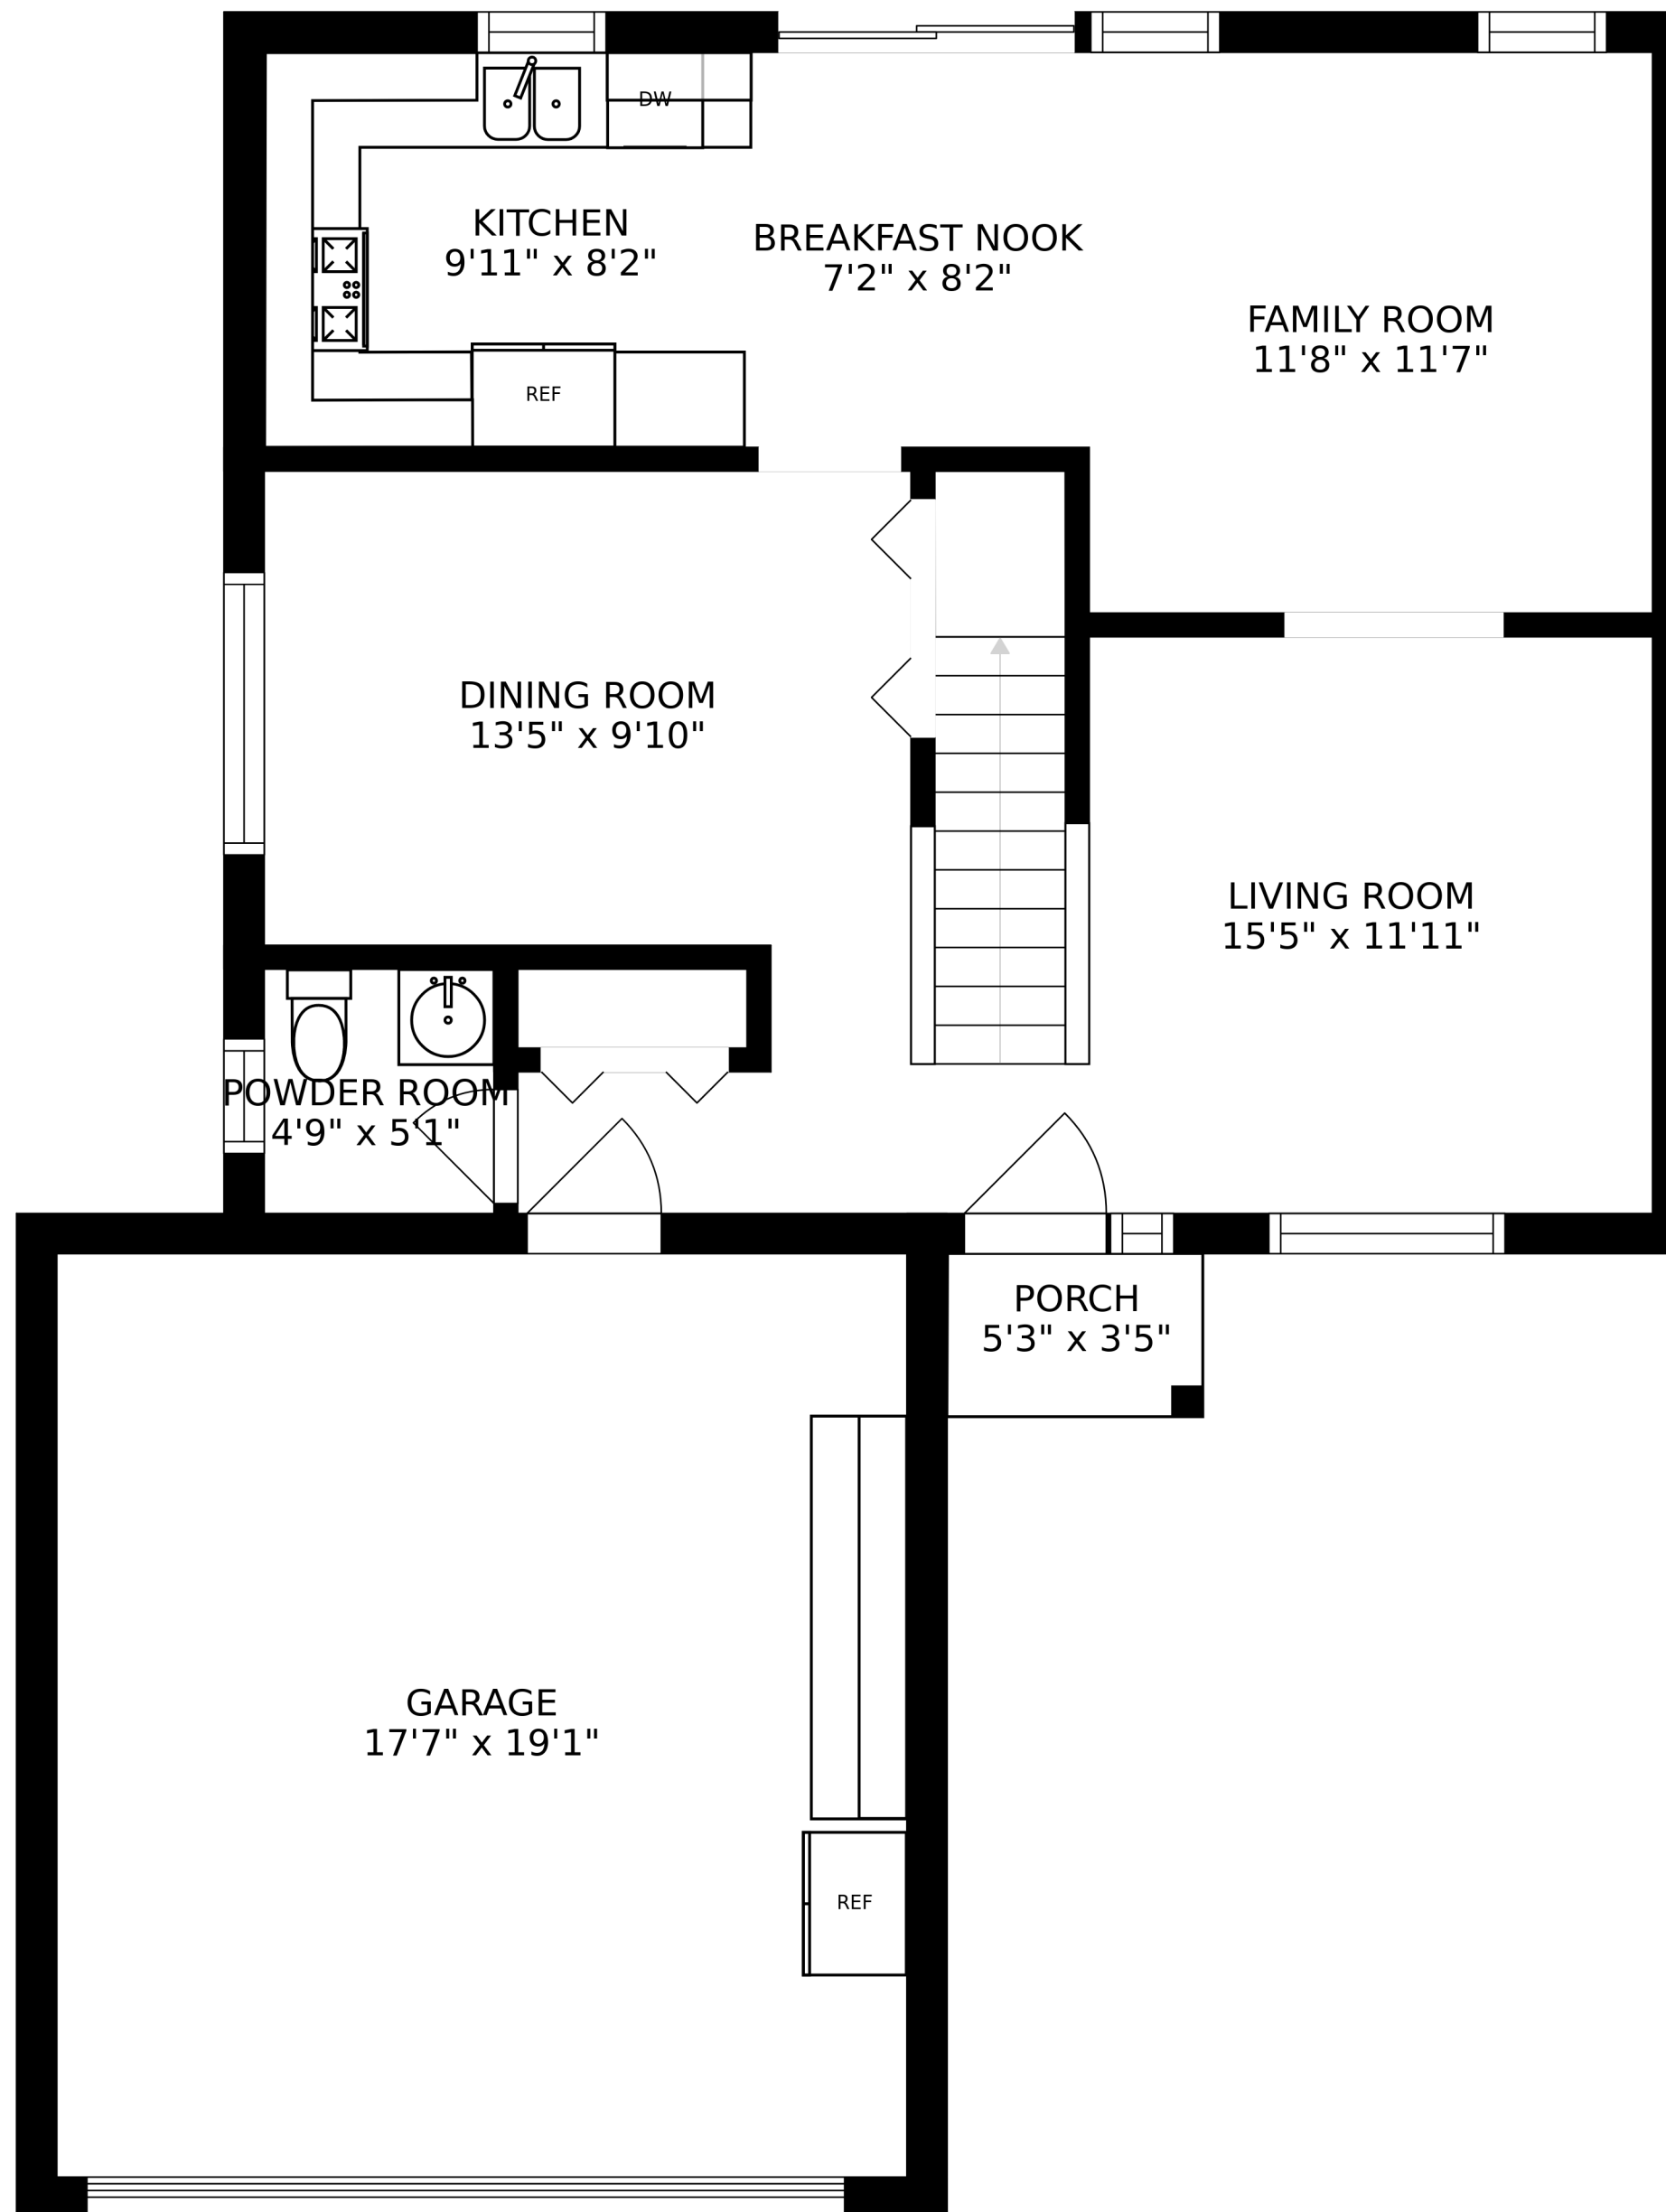 DW
KITCHEN
9'11" x 8'2"
BREAKFAST NOOK
7'2" x 8'2"
FAMILY ROOM
11'8" x 11'7"
REF
DINING ROOM
13'5" x 9'10"
LIVING ROOM
15'5" x 11'11"
POWDER ROOM
4'9" x 5'1"
PORCH
5'3" x 3'5"
GARAGE
17'7" x 19'1"
REF